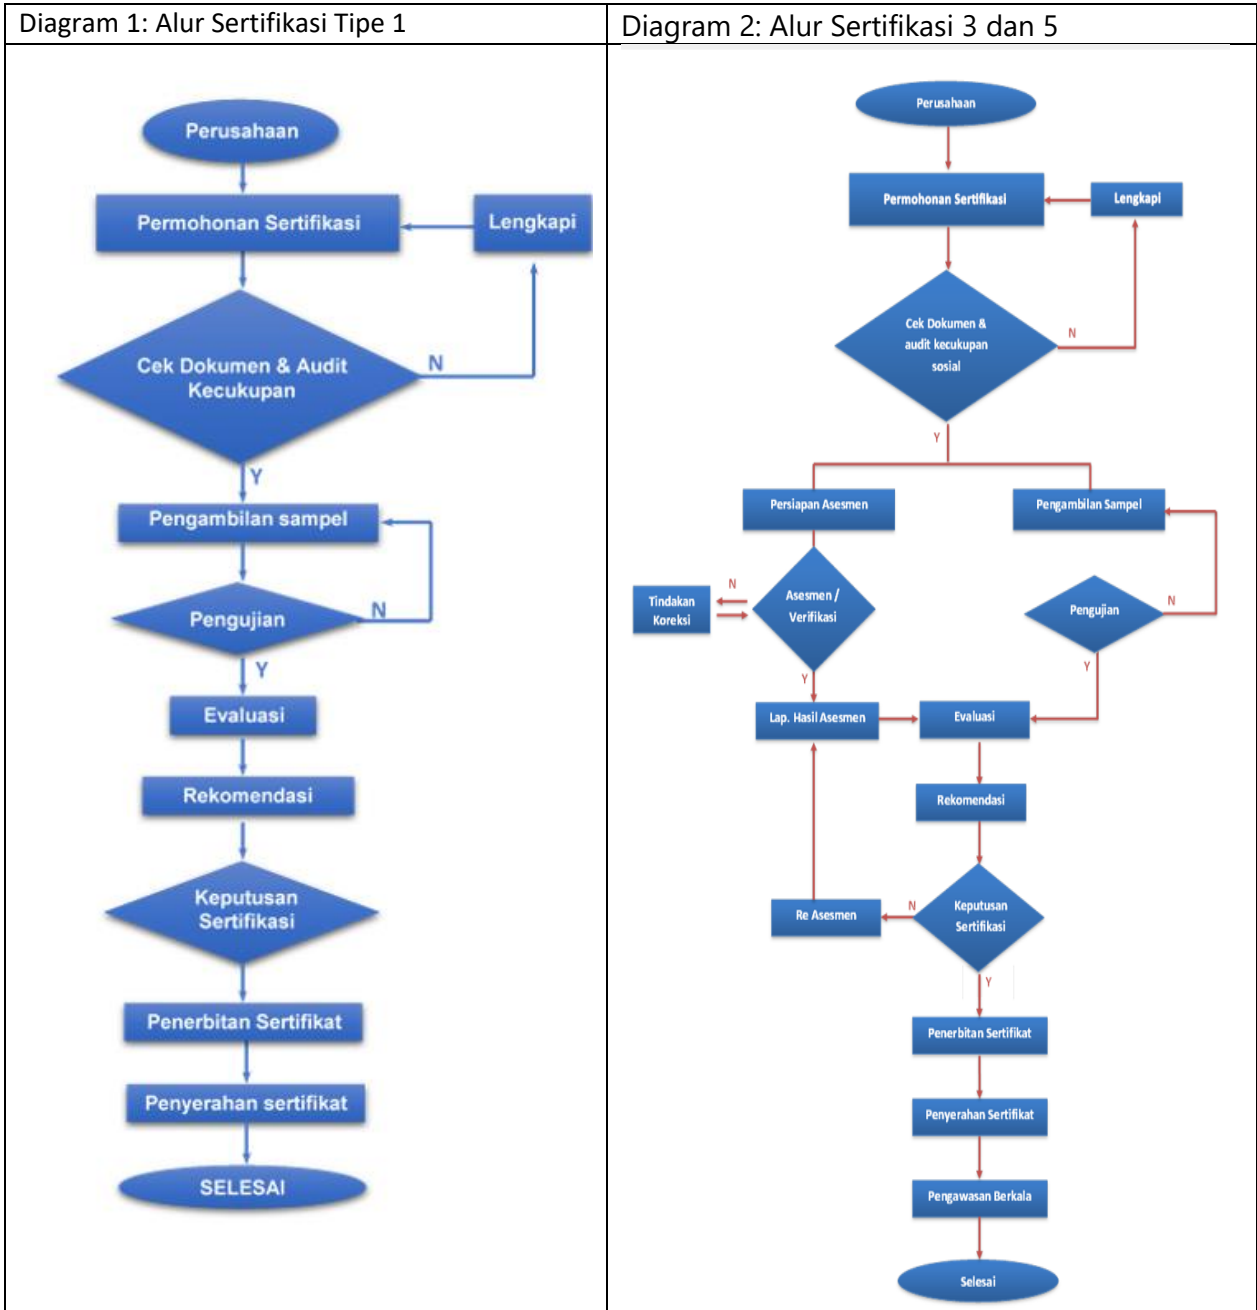 Diagram 1: Alur Sertifikasi Tipe 1
Perusahaan
Permohonan Sertifikasi
Lengkapi
Cek Dokumen & Audit
Kecukupan
N
Y
Pengambilan sampel
Pengujian
N
Y
Evaluasi
Rekomendasi
Keputusan
Sertifikasi
Penerbitan Sertifikat
Penyerahan sertifikat
SELESAI
Diagram 2: Alur Sertifikasi 3 dan 5
Perusahaan
Permohonan Sertifikasi
Lengkapi
Cek Dokumen &
audit kecukupan
sosial
N
Y
Persiapan Asesmen
Pengambilan Sampel
N
Tindakan
Koreksi
Asesmen /
Verifikasi
Pengujian
N
Y
Y
Lap. Hasil Asesmen
Evaluasi
Rekomendasi
Re Asesmen
N
Keputusan
Sertifikasi
Y
Penerbitan Sertifikat
Penyerahan Sertifikat
Pengawasan Berkala
Selesai